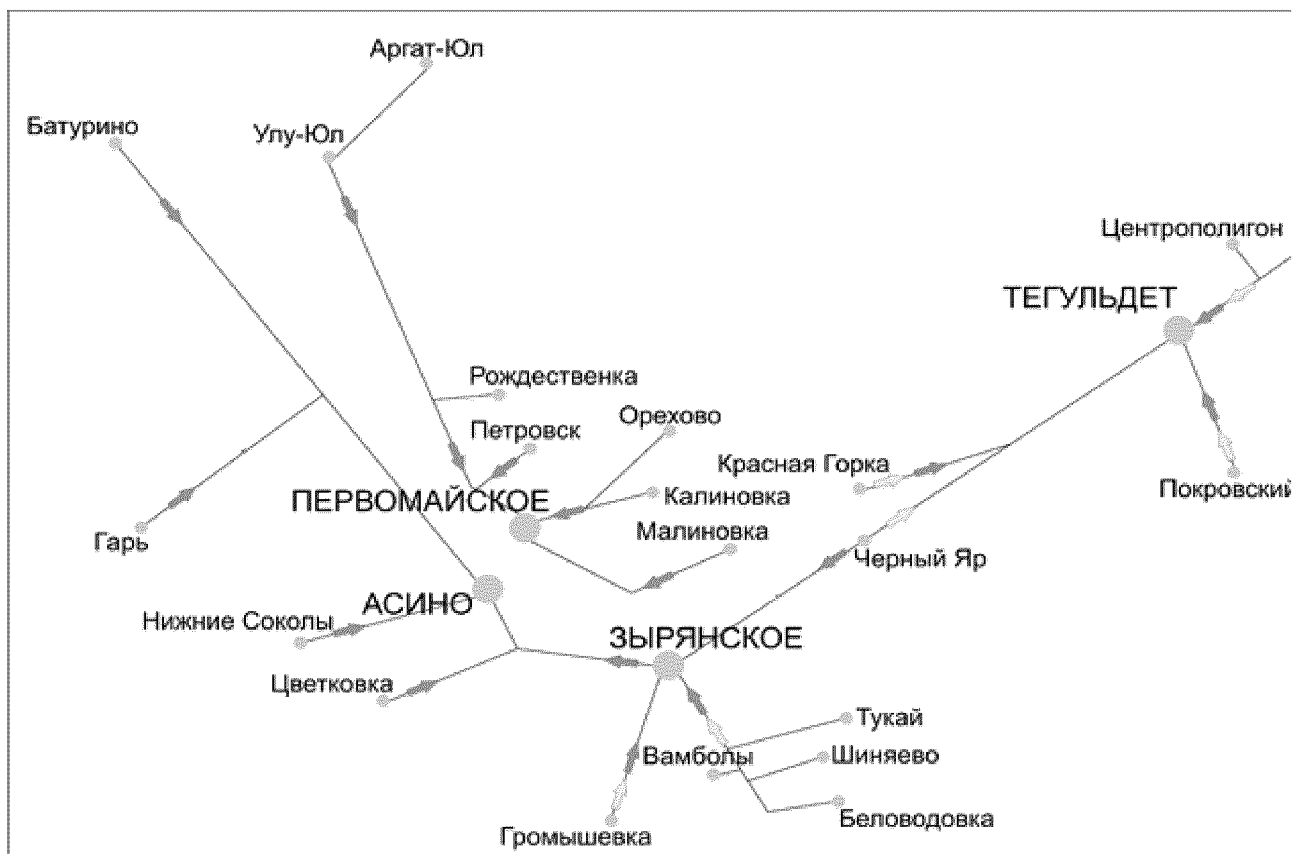 Аргат-Юл
Батурино
Улу-Юл
Центрополигон
ТЕГУЛЬДЕТ
Рождественка
Орехово
Петровск
Красная Горка
ПЕРВОМАЙСКОЕ
Калиновка
Покровский
Малиновка
Гарь
Черный Яр
АСИНО
Нижние Соколы
ЗЫРЯНСКОЕ
Цветковка
Тукай
Вамболы
Шиняево
Беловодовка
Громышевка